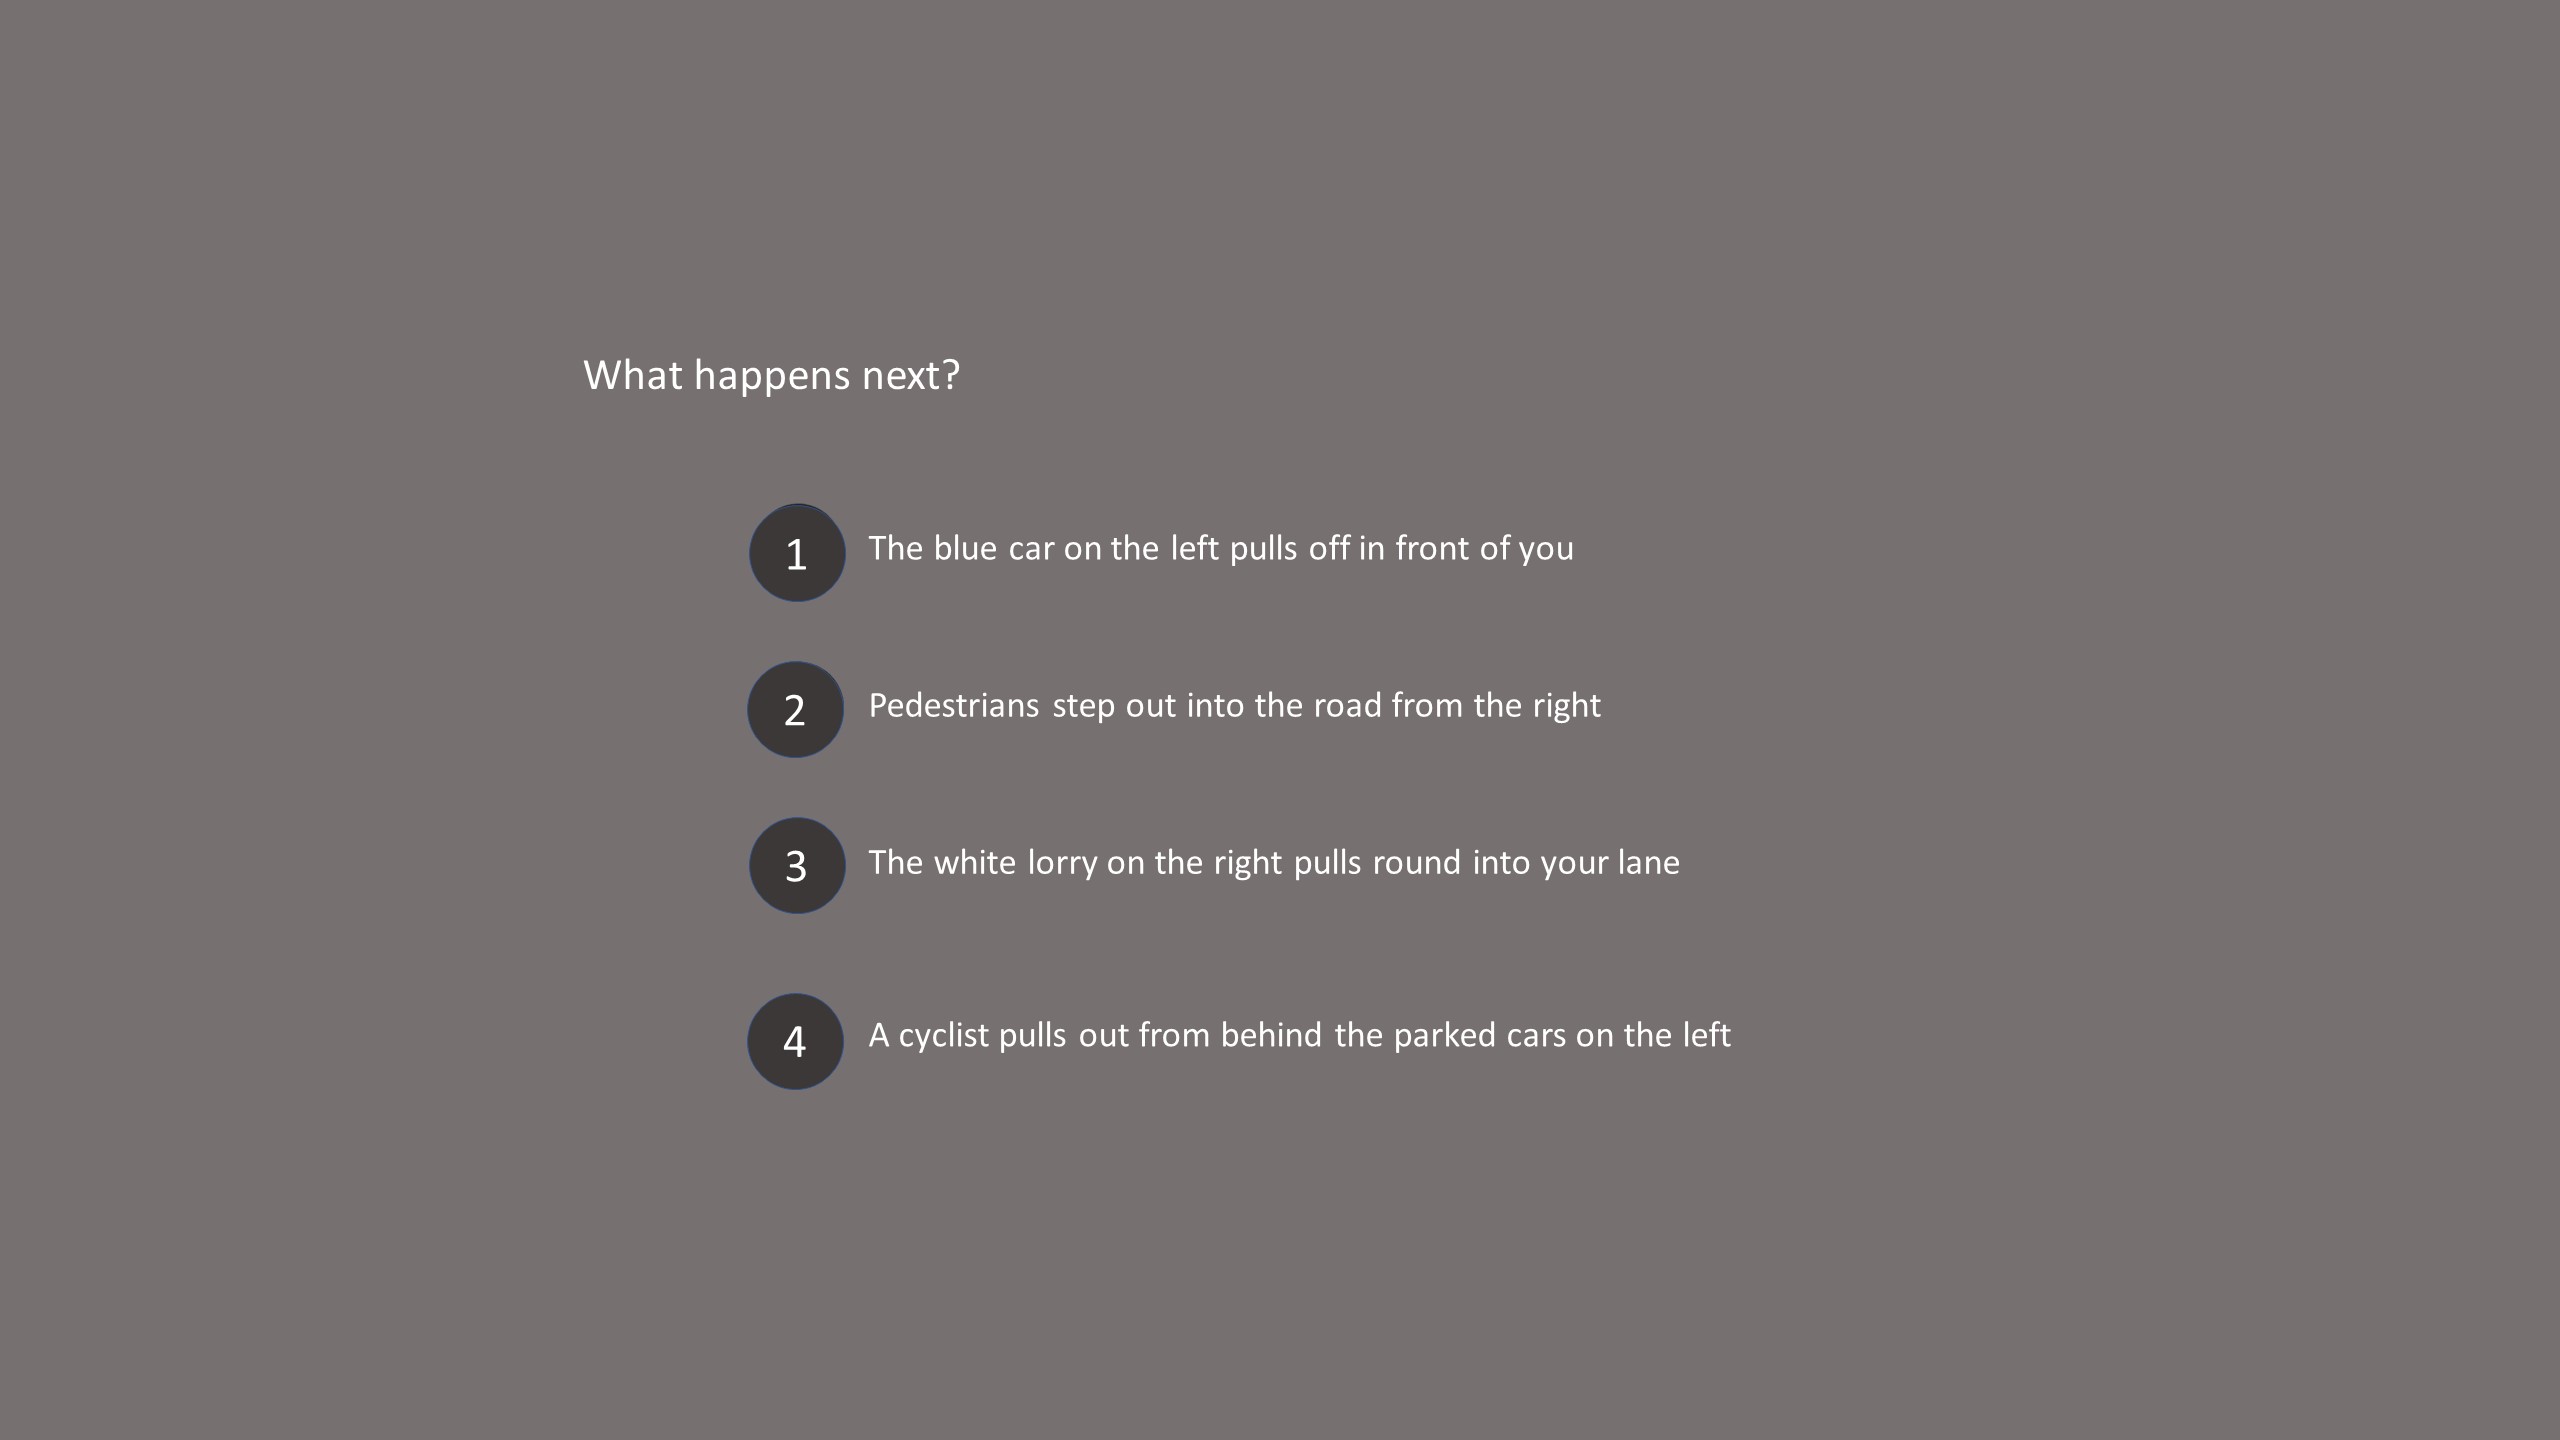 What happens next?
1 The blue car on the left pulls off in front of you
2 Pedestrians step out into the road from the right
3 The white lorry on the right pulls round into your lane
4 A cyclist pulls out from behind the parked cars on the left